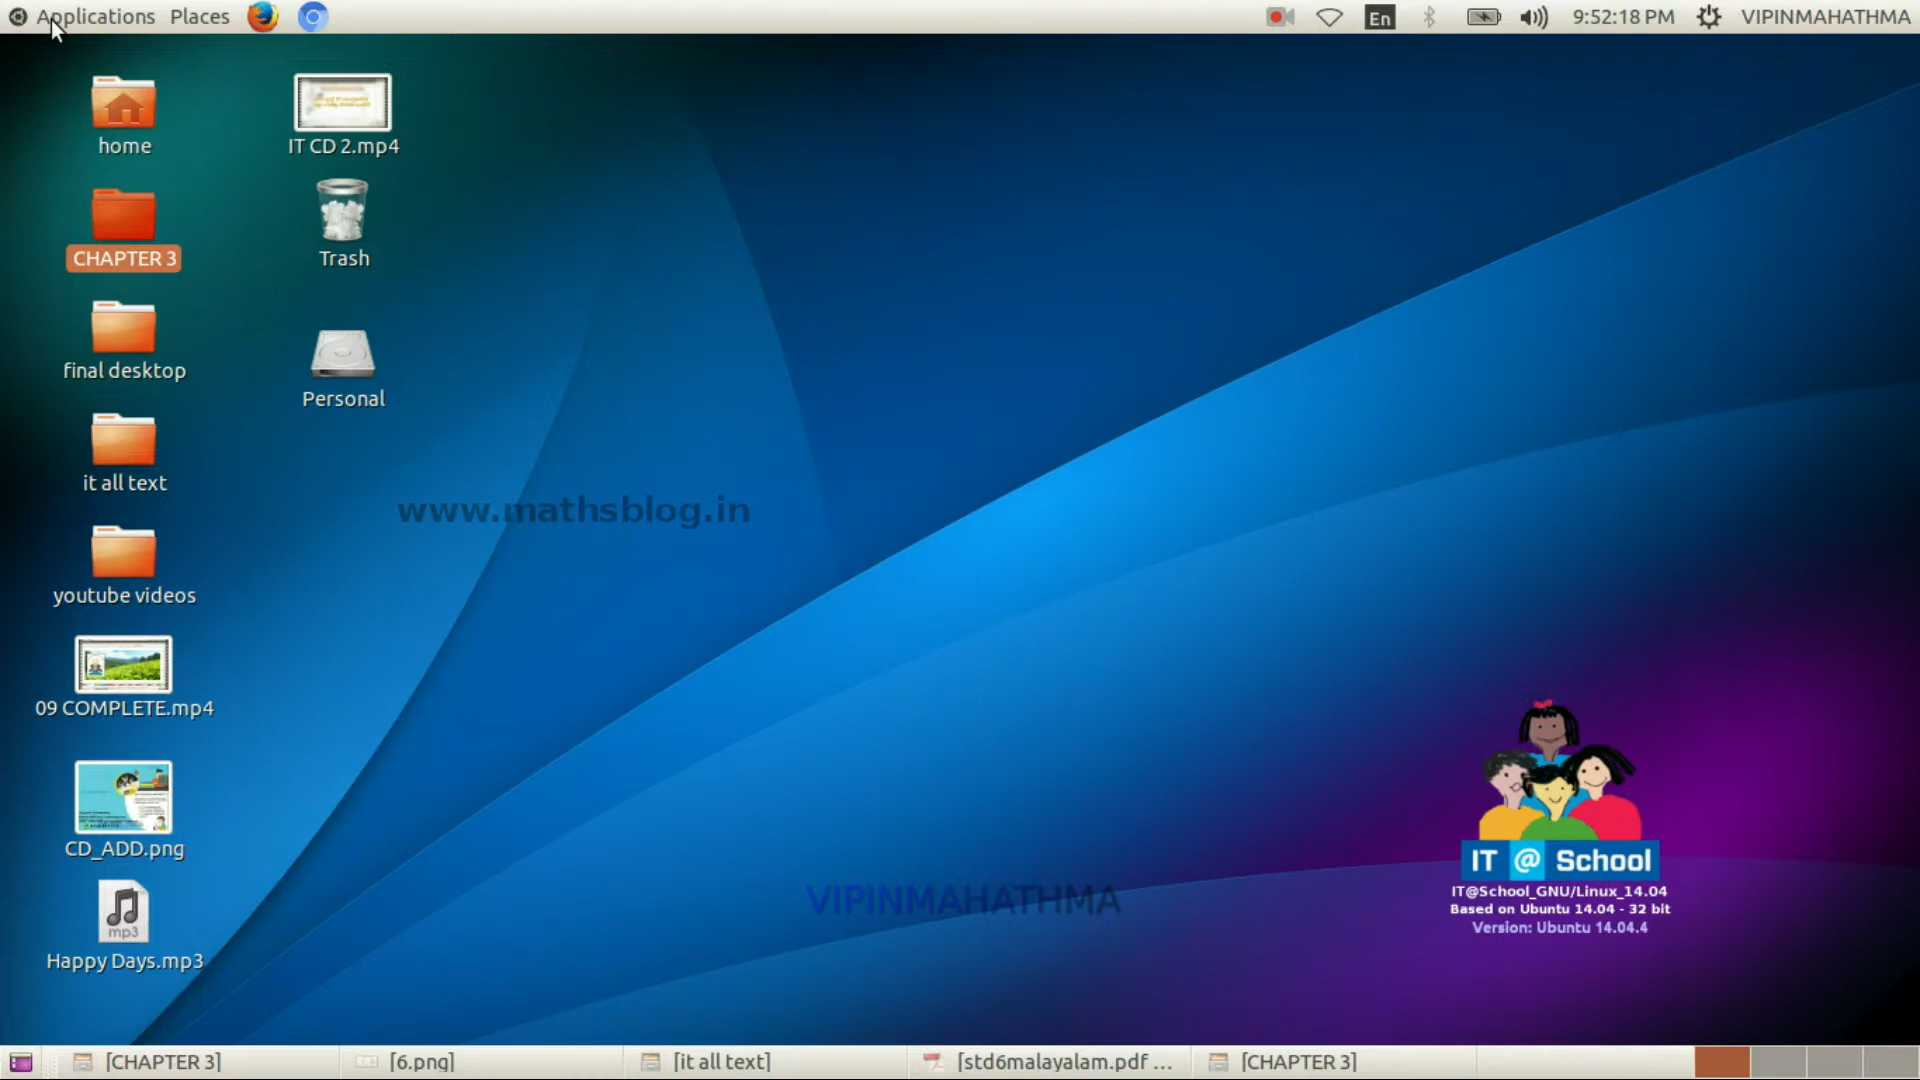 Applications Places
En 9:52:18 PM VIPINMAHATHMA
home
IT CD 2.mp4
CHAPTER 3
Trash
final desktop
Personal
it all text
www.mathsblog.in
youtube videos
09 COMPLETE.mp4
CD_ADD.png
mp3
Happy Days.mp3
VIPINMAHATHMA
IT @ School
IT@School_GNU/Linux_14.04
Based on Ubuntu 14.04 - 32 bit
Version: Ubuntu 14.04.4
[CHAPTER 3] [6.png] [it all text] [std6malayalam.pdf ... [CHAPTER 3]